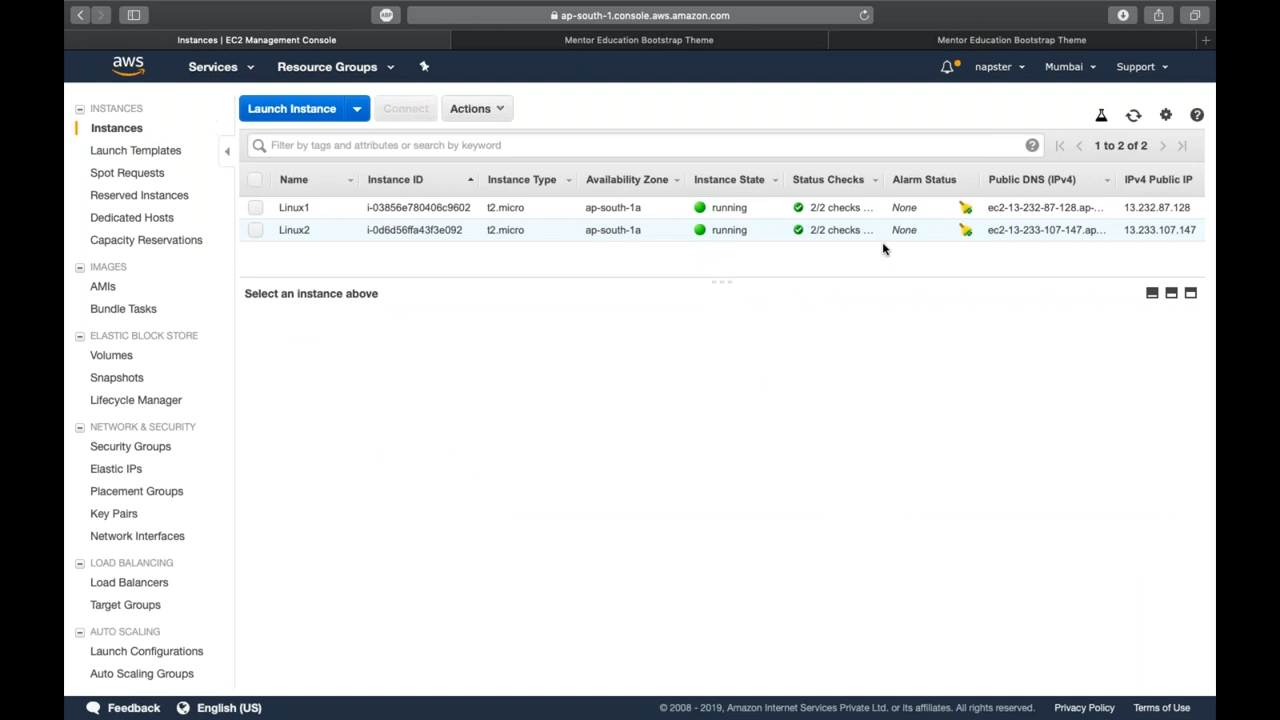 ABP
ap-south-1.console.aws.amazon.com
Instances | EC2 Management Console
Mentor Education Bootstrap Theme
Mentor Education Bootstrap Theme
aws
Services
Resource Groups
napster
Mumbai
Support
INSTANCES
Instances
Launch Templates
Spot Requests
Reserved Instances
Dedicated Hosts
Capacity Reservations
IMAGES
AMIs
Bundle Tasks
ELASTIC BLOCK STORE
Volumes
Snapshots
Lifecycle Manager
NETWORK & SECURITY
Security Groups
Elastic IPs
Placement Groups
Key Pairs
Network Interfaces
LOAD BALANCING
Load Balancers
Target Groups
AUTO SCALING
Launch Configurations
Auto Scaling Groups
Launch Instance
Connect
Actions
Filter by tags and attributes or search by keyword
1 to 2 of 2
Name Instance ID Instance Type Availability Zone Instance State Status Checks Alarm Status Public DNS (IPv4) IPv4 Public IP
Linux1 i-03856e780406c9602 t2.micro ap-south-1a running 2/2 checks ... None ec2-13-232-87-128.ap-... 13.232.87.128
Linux2 i-0d6d56ffa43f3e092 t2.micro ap-south-1a running 2/2 checks ... None ec2-13-233-107-147.ap... 13.233.107.147
Select an instance above
Feedback
English (US)
© 2008 - 2019, Amazon Internet Services Private Ltd. or its affiliates. All rights reserved.
Privacy Policy
Terms of Use